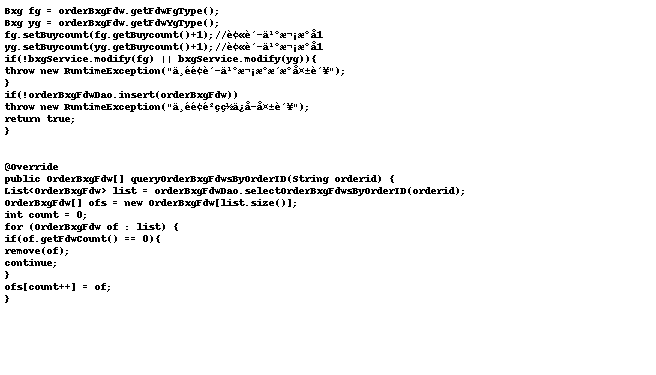 Bxg fg = orderBxgFdw.getFdwFgType();
Bxg yg = orderBxgFdw.getFdwYgType();
fg.setBuycount(fg.getBuycount()+1);//è¢«è´­ä¹°æ¬¡æ°å1
yg.setBuycount(yg.getBuycount()+1);//è¢«è´­ä¹°æ¬¡æ°å1
if(!bxgService.modify(fg) || bxgService.modify(yg)){
throw new RuntimeException("ä¸éé¢è´­ä¹°æ¬¡æ°æ´æ°å¤±è´¥");
}
if(!orderBxgFdwDao.insert(orderBxgFdw))
throw new RuntimeException("ä¸éé¢é²çç½ä¿å­å¤±è´¥");
return true;
}
@Override
public OrderBxgFdw[] queryOrderBxgFdwsByOrderID(String orderid) {
List<OrderBxgFdw> list = orderBxgFdwDao.selectOrderBxgFdwsByOrderID(orderid);
OrderBxgFdw[] ofs = new OrderBxgFdw[list.size()];
int count = 0;
for (OrderBxgFdw of : list) {
if(of.getFdwCount() == 0){
remove(of);
continue;
}
ofs[count++] = of;
}